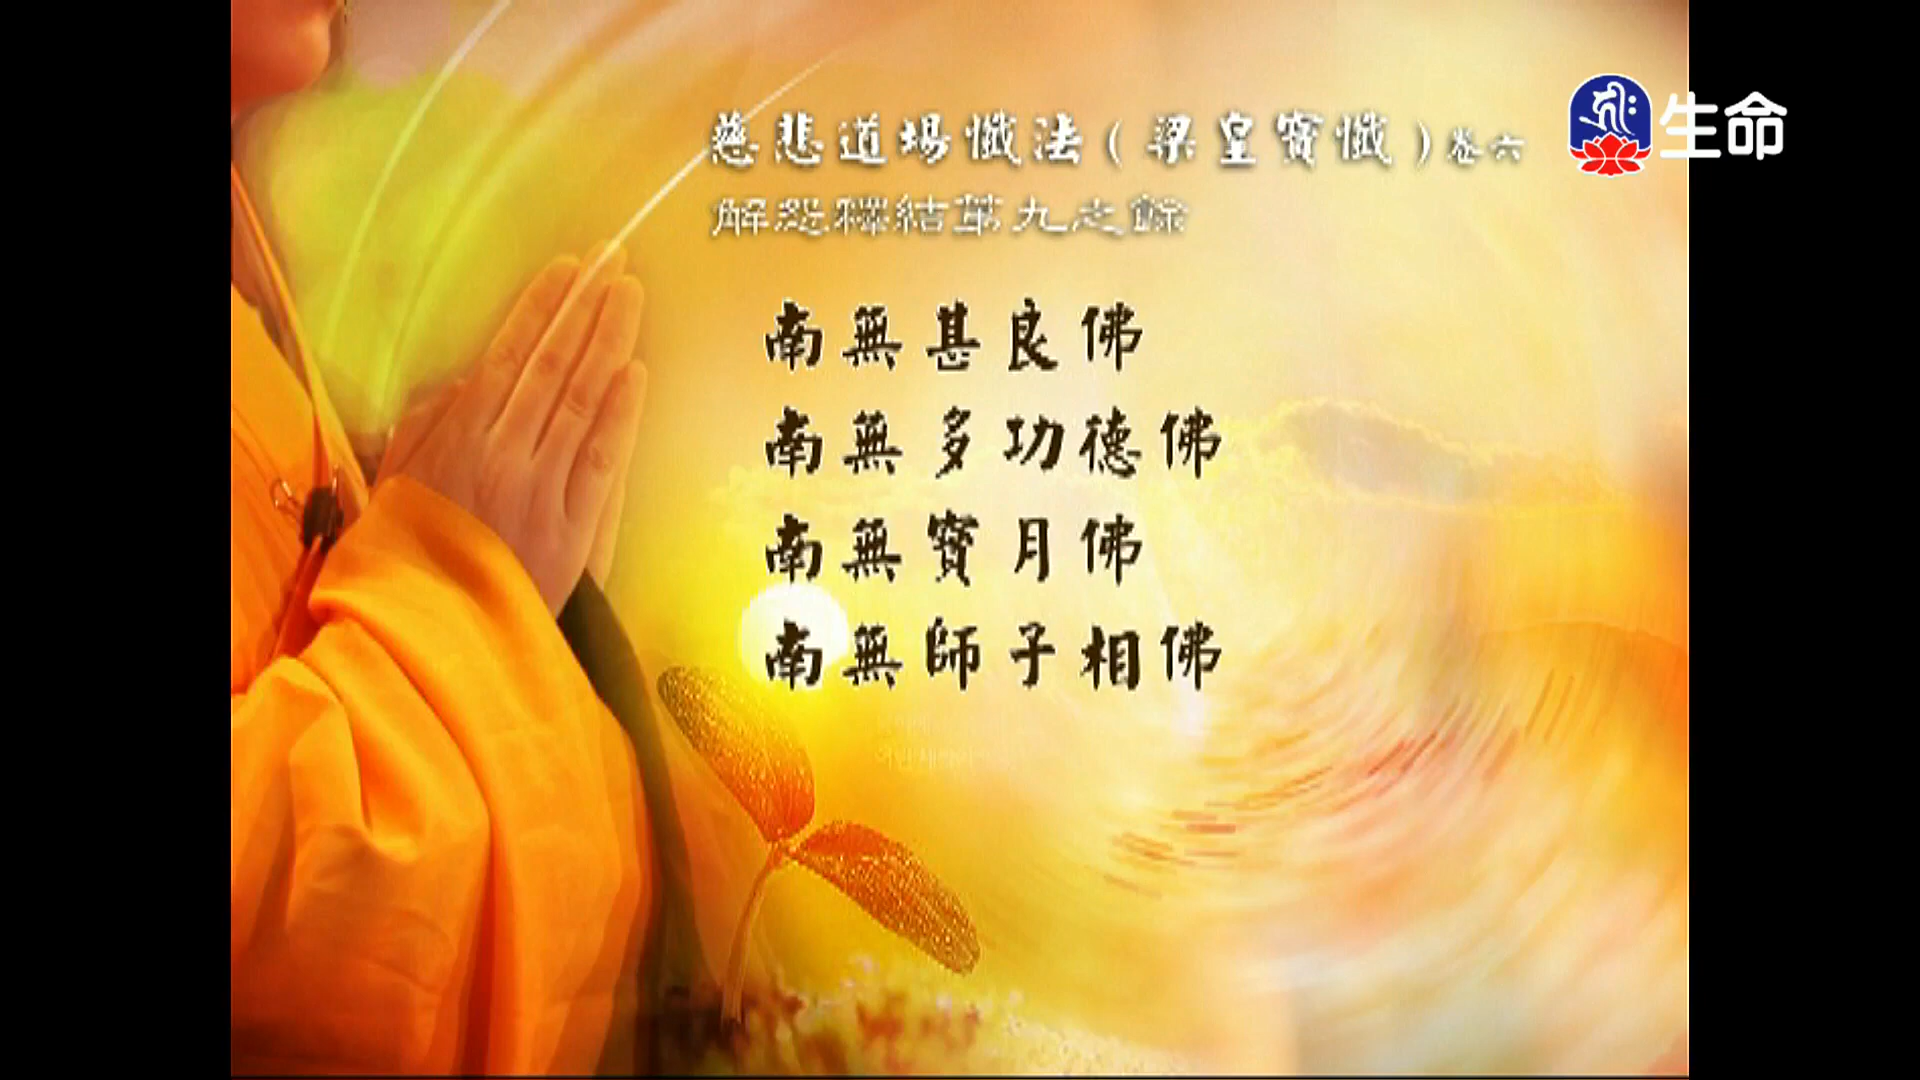 慈悲道場懺法(梁皇寶懺)卷六
生命
解怨釋結第九之餘
南無甚良佛
南無多功德佛
南無寶月佛
南無師子相佛